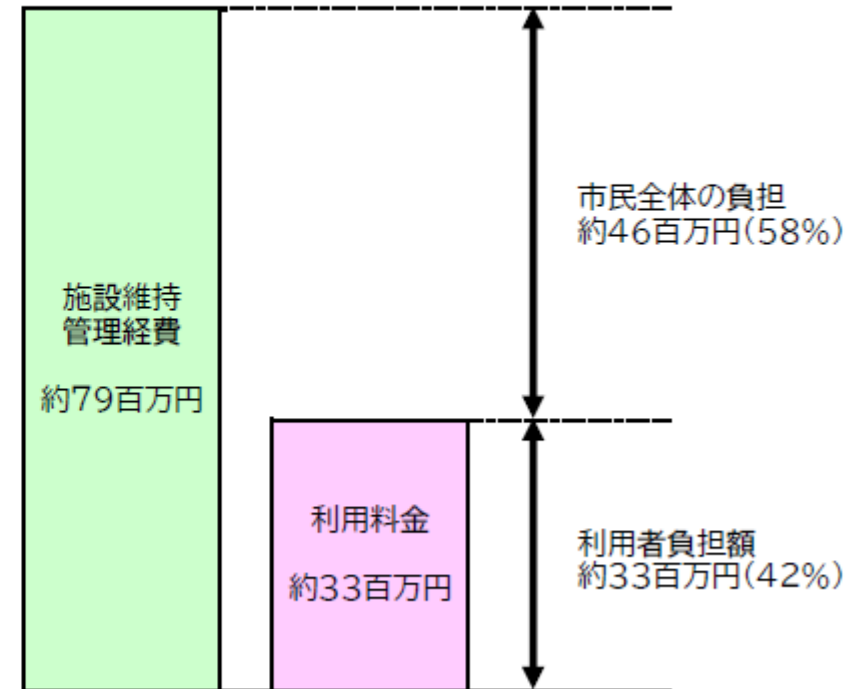 施設維持
管理経費
約79百万円
利用料金
約33百万円
市民全体の負担
約46百万円(58%)
利用者負担額
約33百万円(42%)